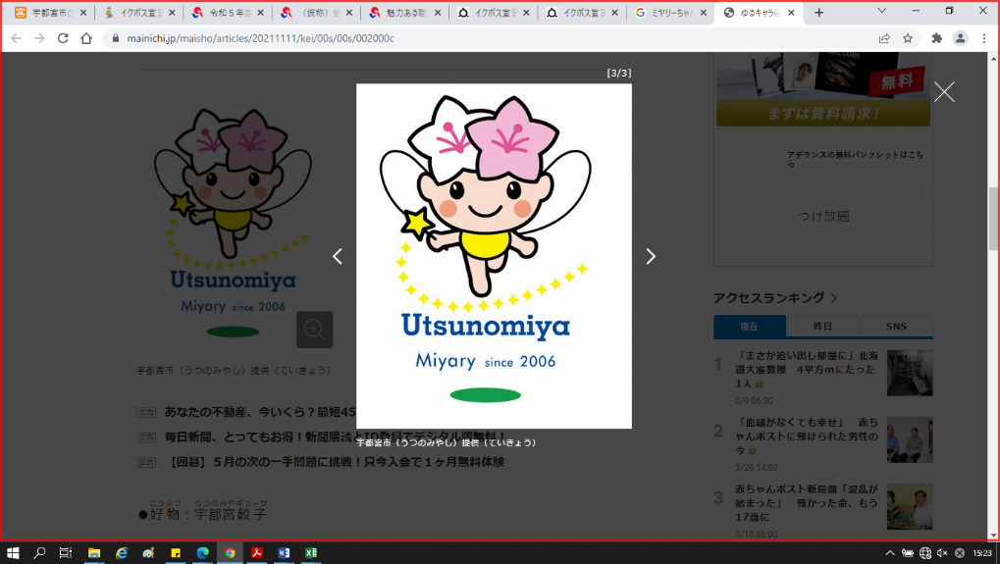 宇都宮市の
イクボス宣言
令和５年度
（仮称）
魅力ある職
イクボス宣言
イクボス宣言
ミヤリーちゃん
ゆるキャラら
mainichi.jp/maisho/articles/20211111/kei/00s/00s/002000c
[3/3]
Utsunomiya
Miyary since 2006
宇都宮市（うつのみやし）提供（ていきょう）
Utsunomiya
Miyary since 2006
宇都宮市（うつのみやし）提供（ていきょう）
広告 あなたの不動産、今いくら？最短45
広告 毎日新聞、とってもお得！新聞購読とID登録でデジタル版無料！
広告 【囲碁】５月の次の一手問題に挑戦！只今入会で１ヶ月無料体験
こうぶつ うつのみやギョーザ
●好物：宇都宮餃子
無料
まずは資料請求！
アデランスの無料パンフレットはこち
ら
つけ放題
アクセスランキング
現在 昨日 SNS
1
「まさか追い出し部屋に」北海
道大准教授　4平方mにたった
1人
5/9 06:30
2
「血縁がなくても幸せ」　赤ち
ゃんポストに預けられた男性の
今
3/26 14:00
3
赤ちゃんポスト新局面「混乱が
始まった」　預かった命、もう
17歳に
5/10 08:00
15:23